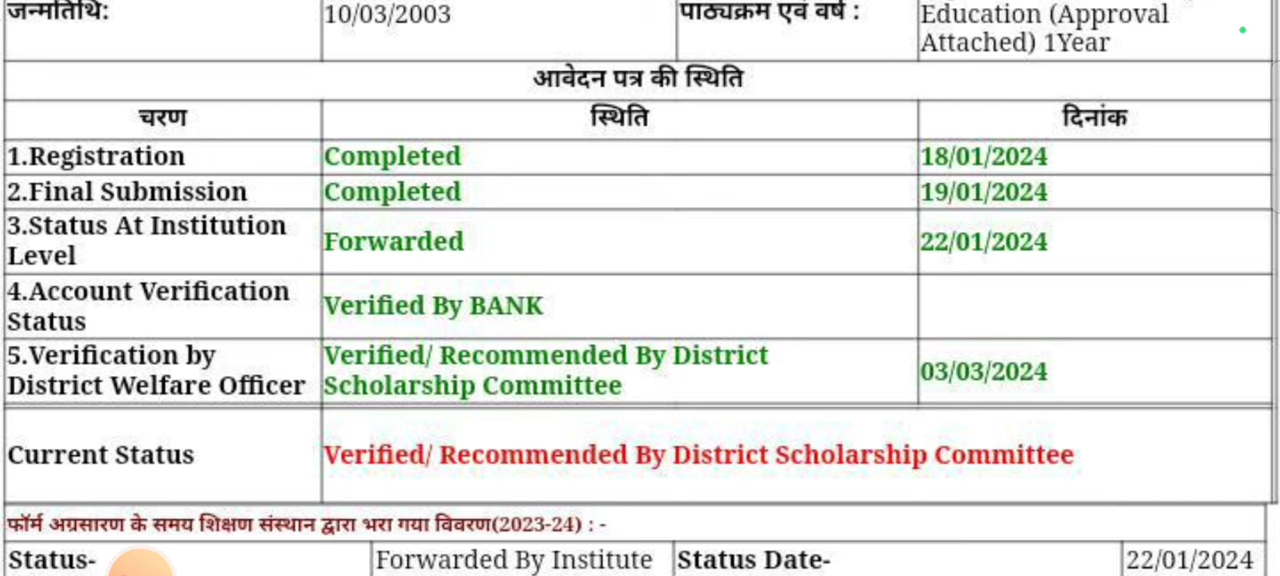 जन्मतिथि: 10/03/2003 पाठ्यक्रम एवं वर्ष : Education (Approval
Attached) 1Year
आवेदन पत्र की स्थिति
चरण स्थिति दिनांक
1.Registration Completed 18/01/2024
2.Final Submission Completed 19/01/2024
3.Status At Institution
Level Forwarded 22/01/2024
4.Account Verification
Status Verified By BANK
5.Verification by
District Welfare Officer Verified/ Recommended By District
Scholarship Committee 03/03/2024
Current Status Verified/ Recommended By District Scholarship Committee
फॉर्म अग्रसारण के समय शिक्षण संस्थान द्वारा भरा गया विवरण(2023-24) : -
Status- Forwarded By Institute Status Date- 22/01/2024